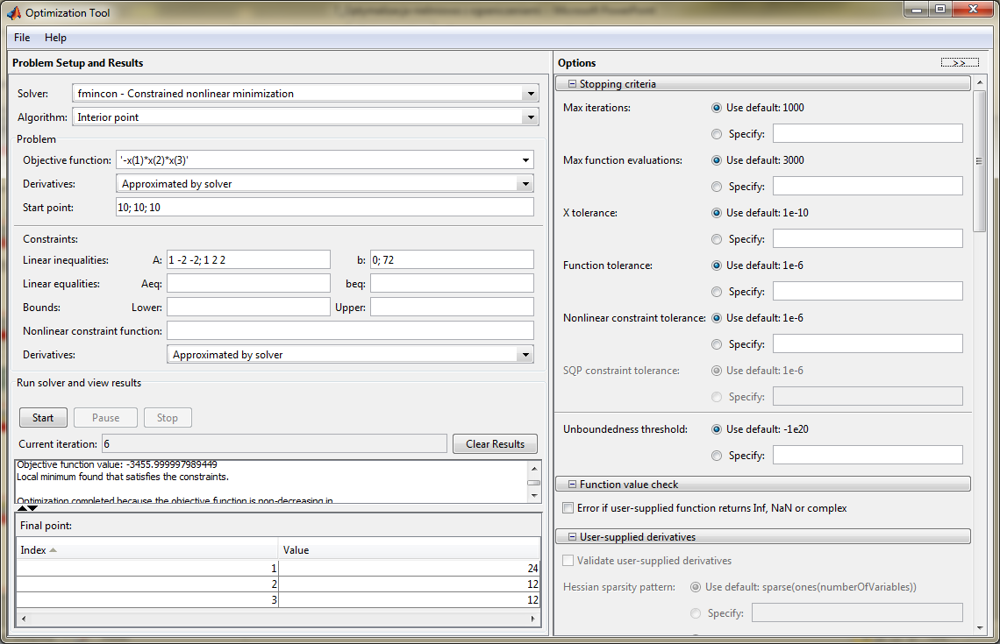 Optimization Tool
File Help
Problem Setup and Results
Solver: fmincon - Constrained nonlinear minimization
Algorithm: Interior point
Problem
Objective function: '-x(1)*x(2)*x(3)'
Derivatives: Approximated by solver
Start point: 10; 10; 10
Constraints:
Linear inequalities: A: 1 -2 -2; 1 2 2 b: 0; 72
Linear equalities: Aeq: beq:
Bounds: Lower: Upper:
Nonlinear constraint function:
Derivatives: Approximated by solver
Run solver and view results
Start Pause Stop
Current iteration: 6 Clear Results
Objective function value: -3455.999997989449
Local minimum found that satisfies the constraints.
Optimization completed because the objective function is non-decreasing in
Final point:
Index Value
1 24
2 12
3 12
Options
>>
Stopping criteria
Max iterations: Use default: 1000
Specify:
Max function evaluations: Use default: 3000
Specify:
X tolerance: Use default: 1e-10
Specify:
Function tolerance: Use default: 1e-6
Specify:
Nonlinear constraint tolerance: Use default: 1e-6
Specify:
SQP constraint tolerance: Use default: 1e-6
Specify:
Unboundedness threshold: Use default: -1e20
Specify:
Function value check
Error if user-supplied function returns Inf, NaN or complex
User-supplied derivatives
Validate user-supplied derivatives
Hessian sparsity pattern: Use default: sparse(ones(numberOfVariables))
Specify: